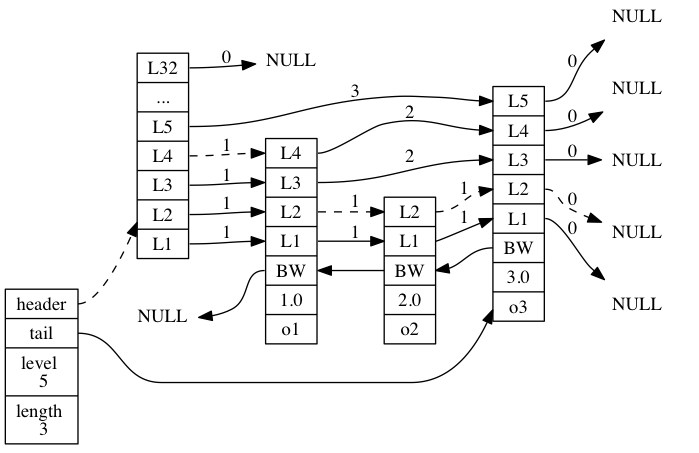 header
tail
level
5
length
3
L32
...
L5
L4
L3
L2
L1
0
NULL
3
1
1
1
1
NULL
L4
L3
L2
L1
BW
1.0
o1
2
2
1
1
L2
L1
BW
2.0
o2
1
1
L5
L4
L3
L2
L1
BW
3.0
o3
0
NULL
0
NULL
0
NULL
0
NULL
0
NULL